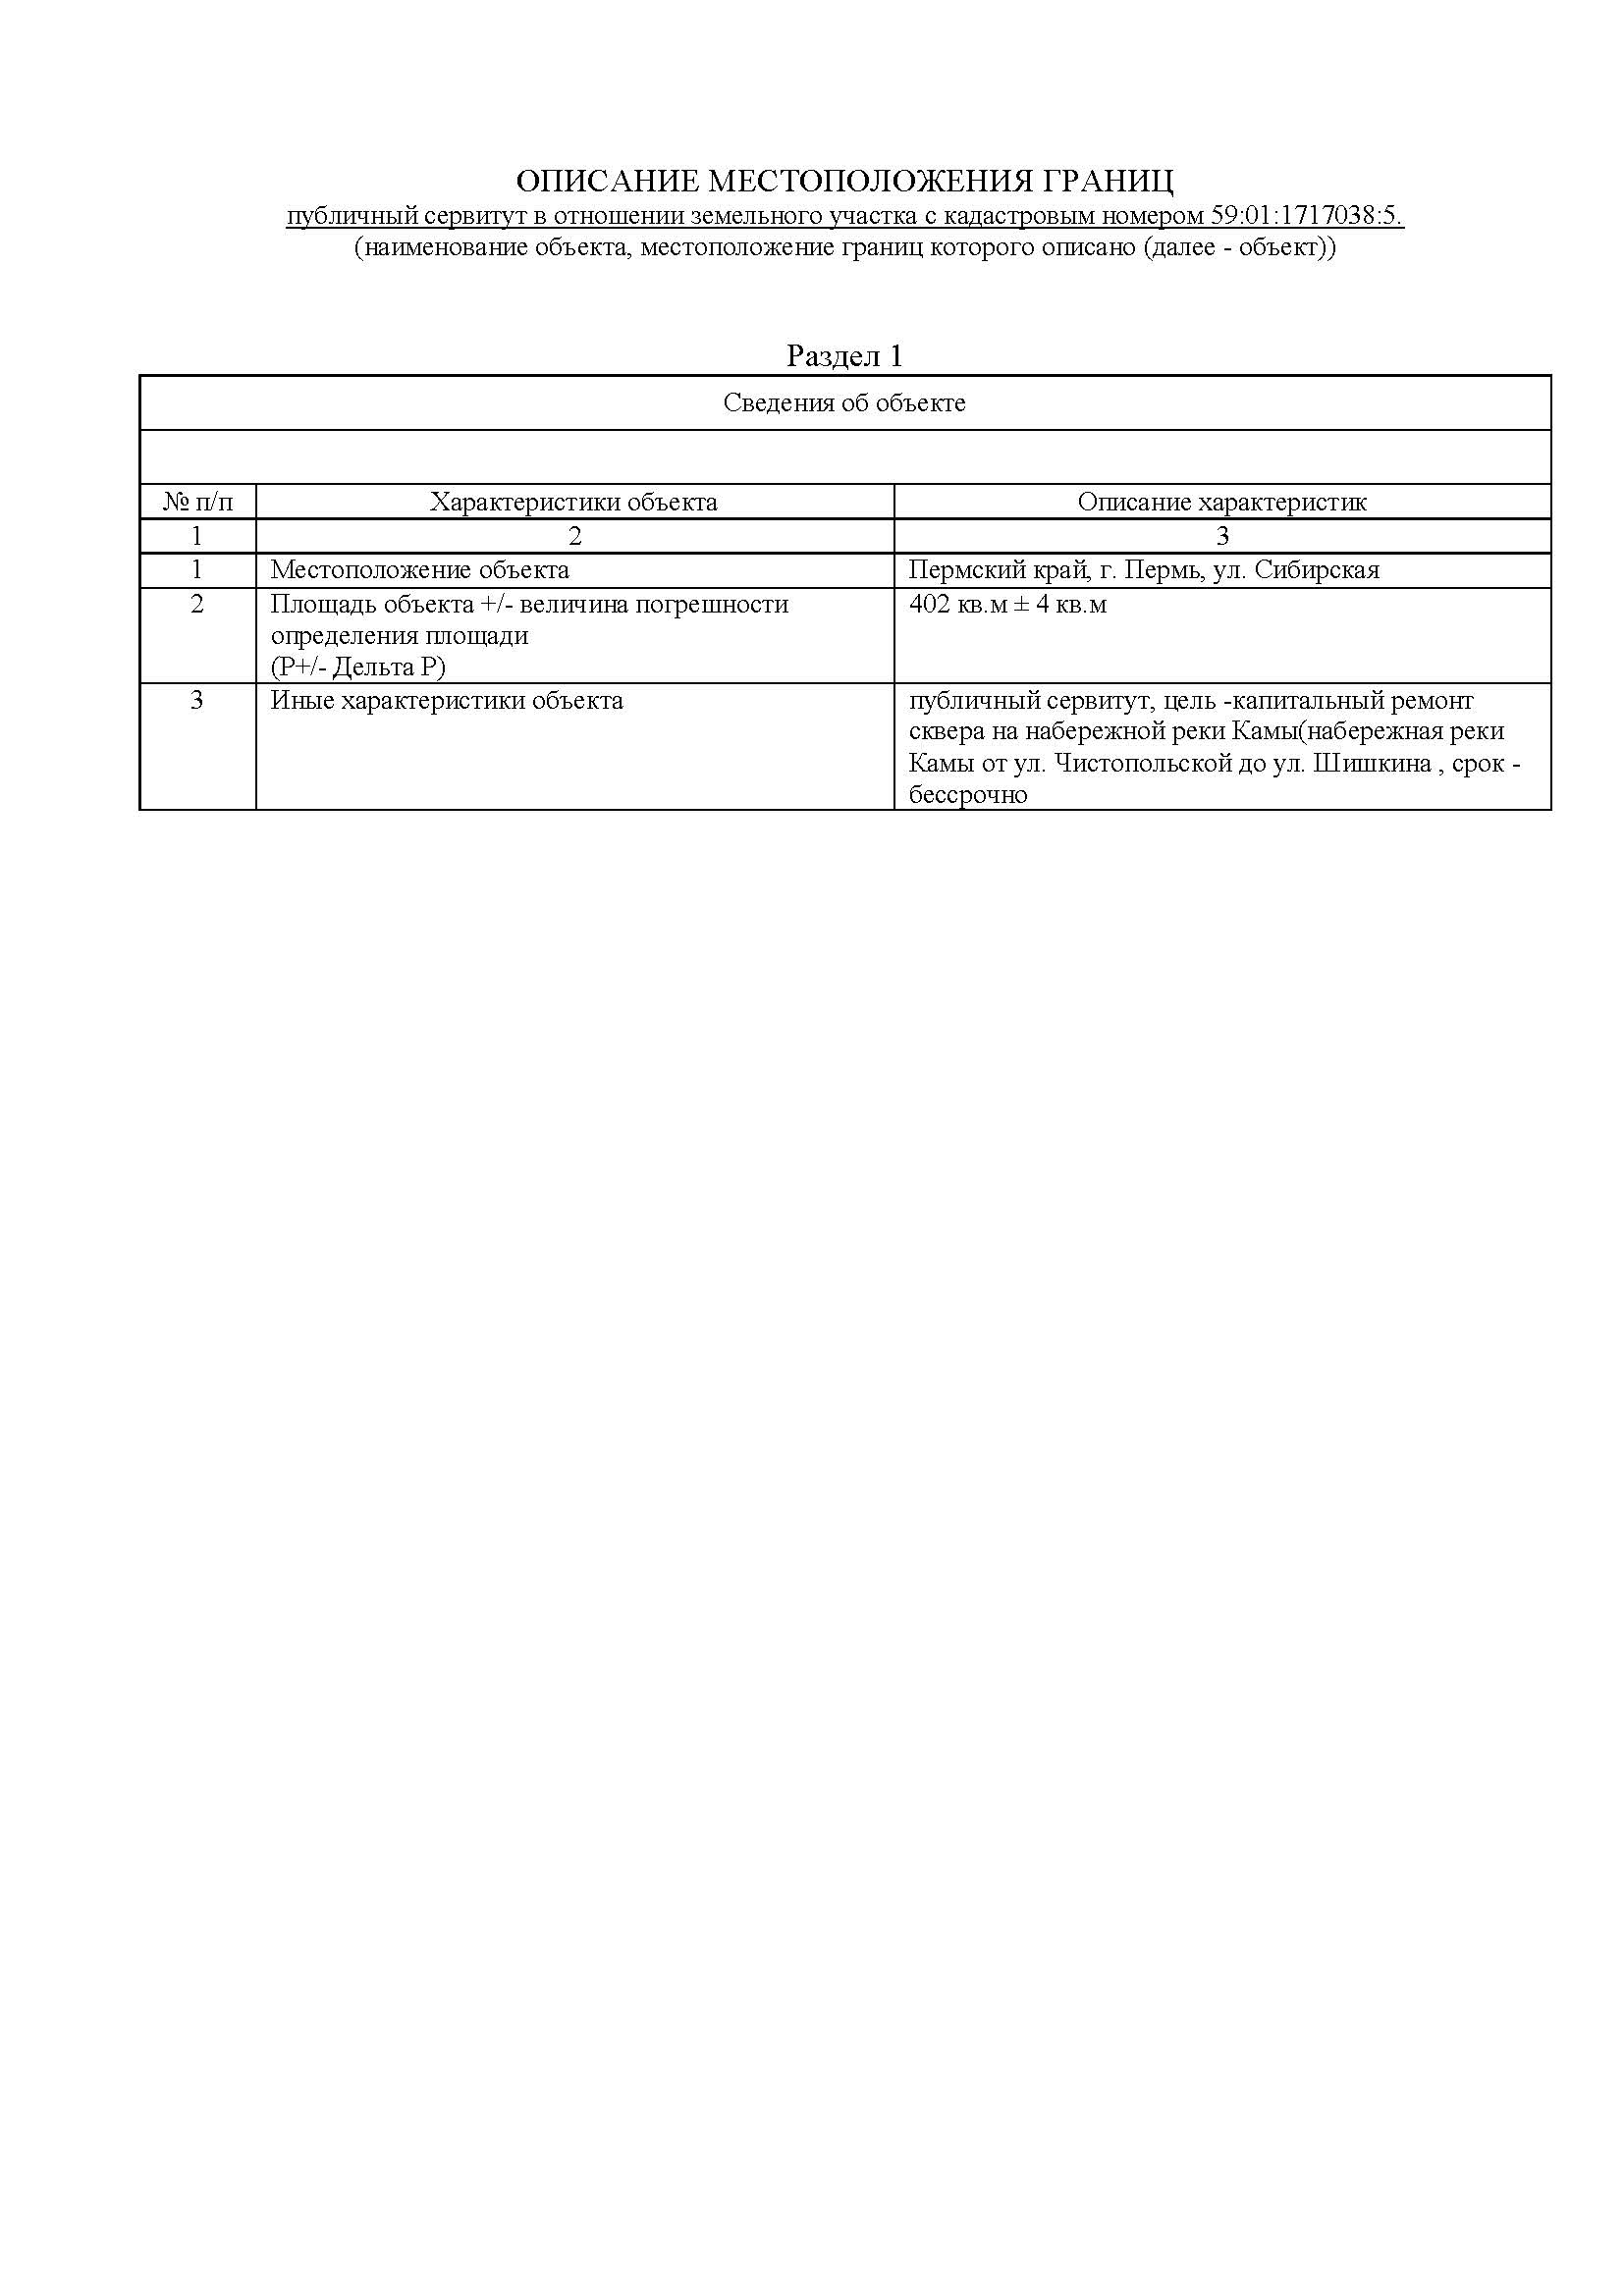 ОПИСАНИЕ МЕСТОПОЛОЖЕНИЯ ГРАНИЦ
публичный сервитут в отношении земельного участка с кадастровым номером 59:01:1717038:5.
(наименование объекта, местоположение границ которого описано (далее - объект))
Раздел 1
Сведения об объекте
№ п/п Характеристики объекта Описание характеристик
1 2 3
1 Местоположение объекта Пермский край, г. Пермь, ул. Сибирская
2 Площадь объекта +/- величина погрешности 402 кв.м ± 4 кв.м
определения площади
(P+/- Дельта P)
3 Иные характеристики объекта публичный сервитут, цель -капитальный ремонт
сквера на набережной реки Камы(набережная реки
Камы от ул. Чистопольской до ул. Шишкина , срок -
бессрочно